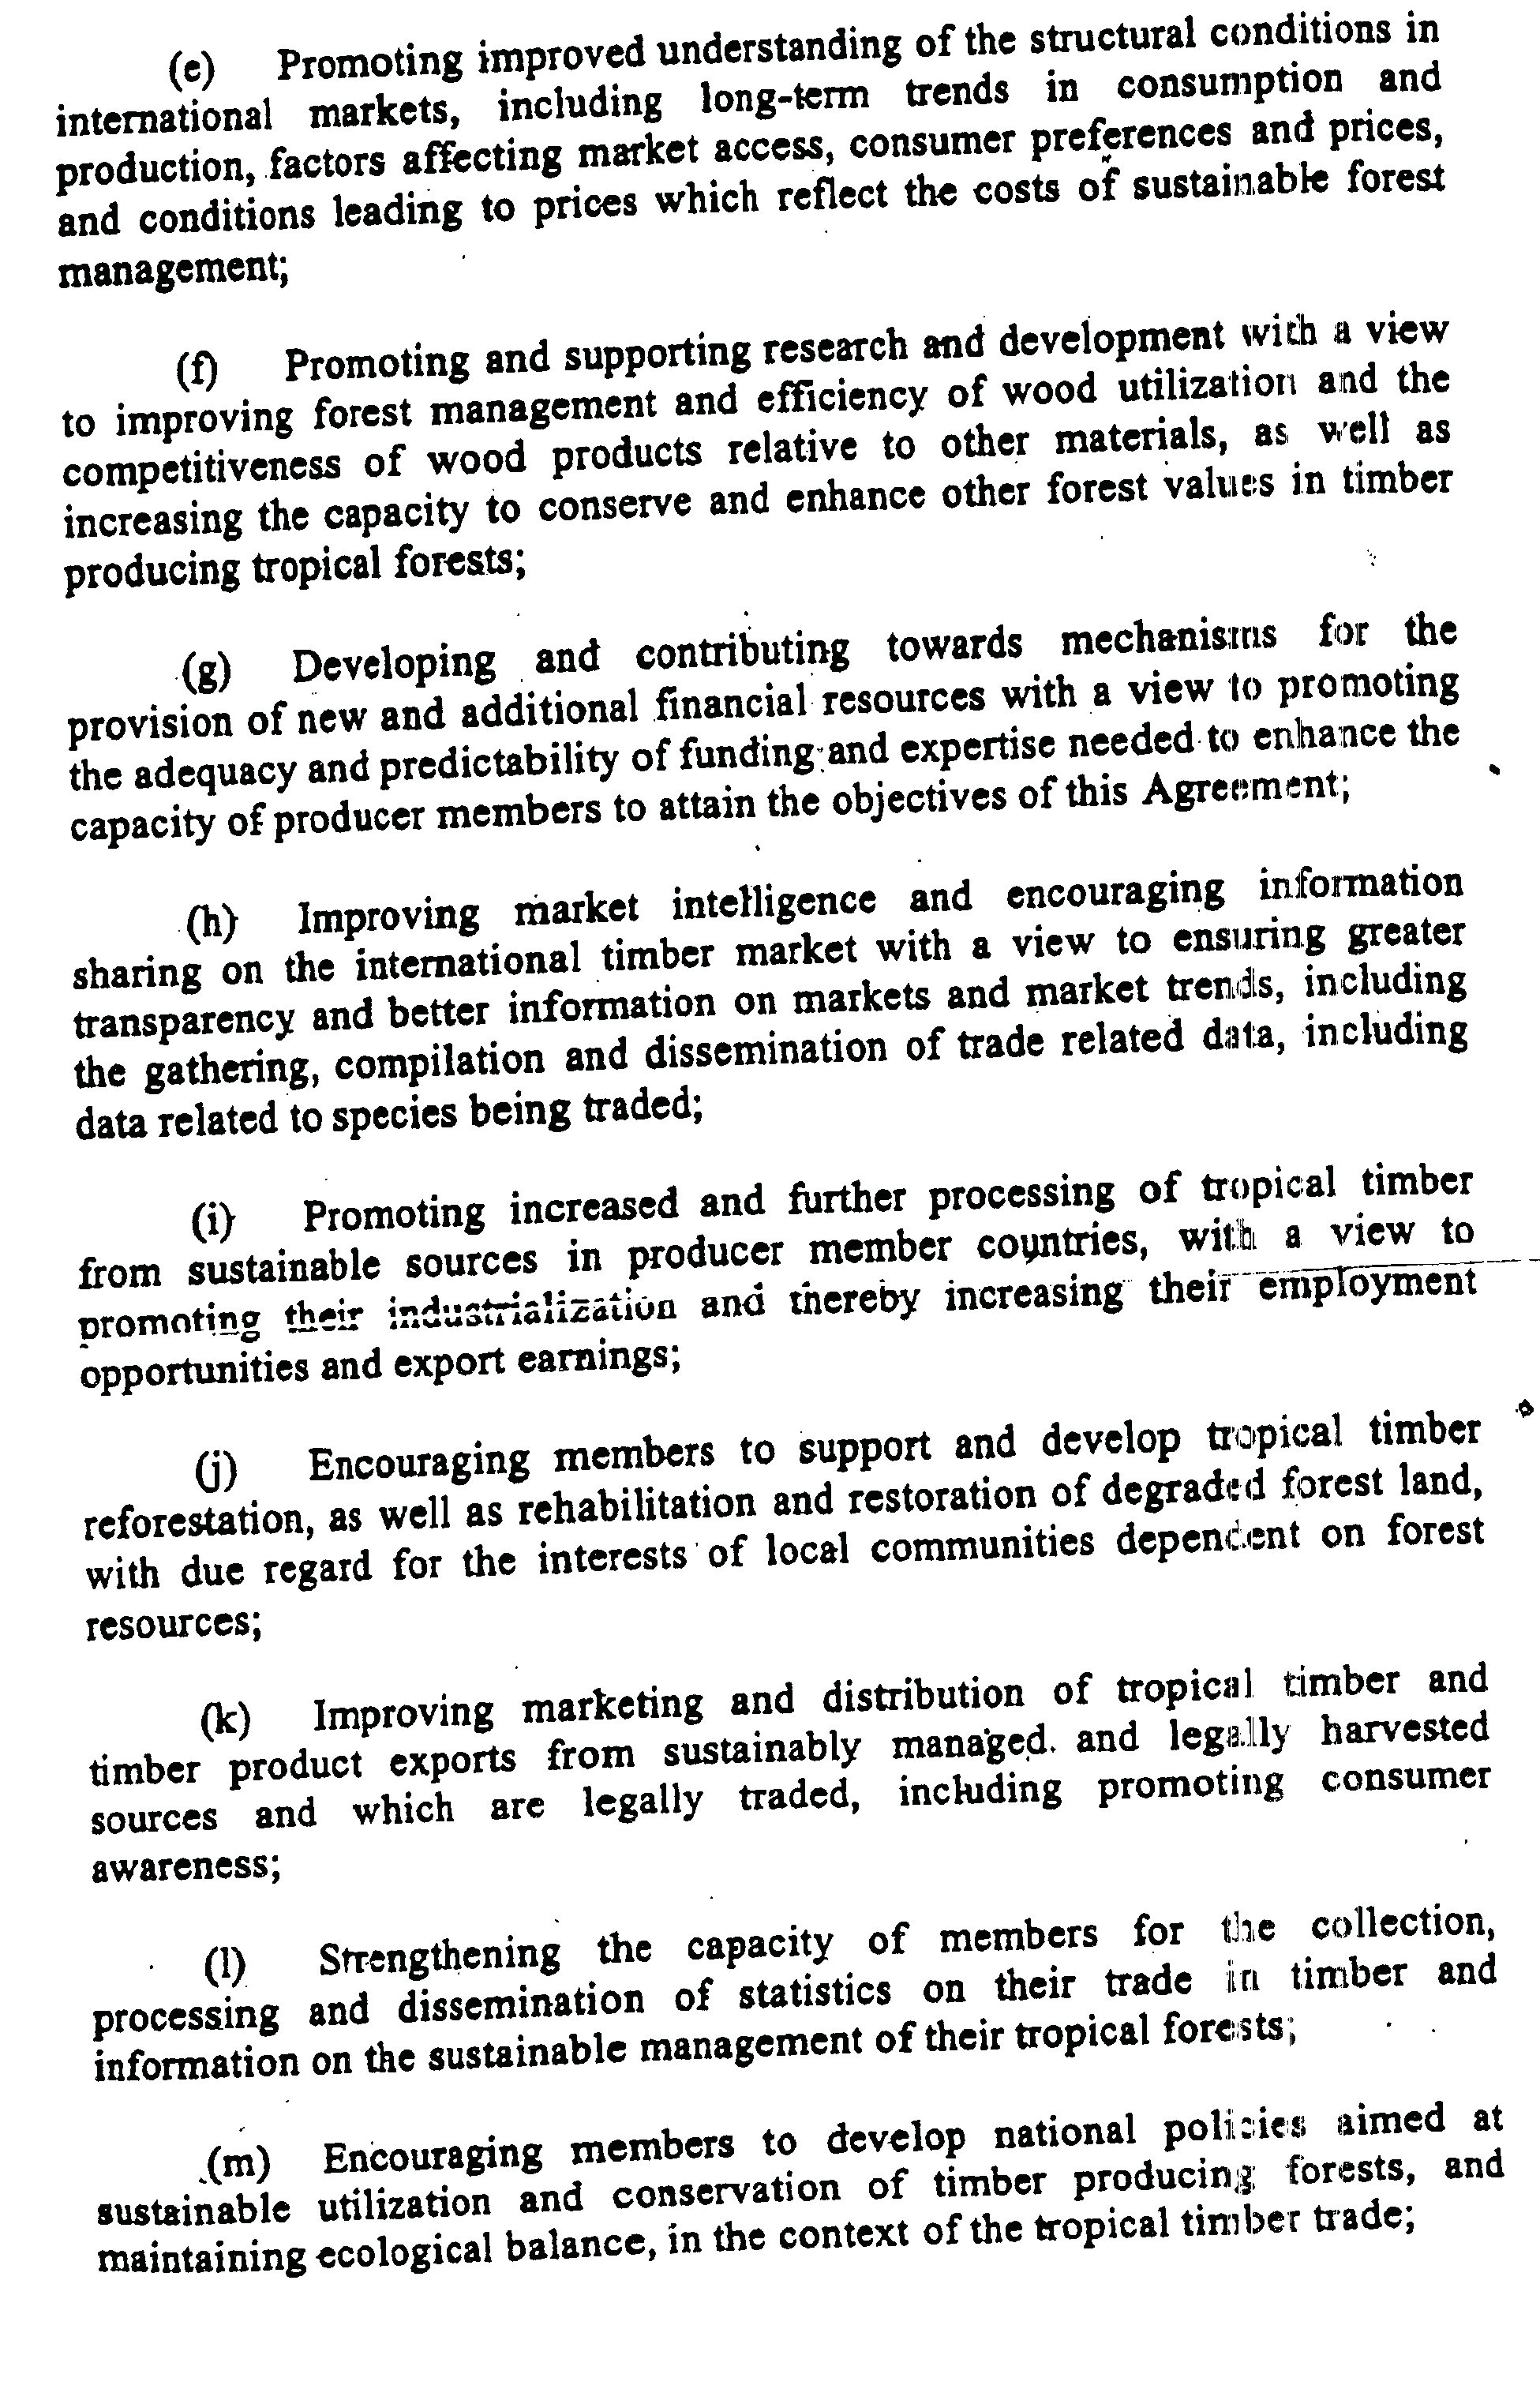 (e) Promoting improved understanding of the structural conditions in
international markets, including long-term trends in consumption and
production, factors affecting market access, consumer preferences and prices,
and conditions leading to prices which reflect the costs of sustainable forest
management;
(f) Promoting and supporting research and development with a view
to improving forest management and efficiency of wood utilization and the
competitiveness of wood products relative to other materials, as well as
increasing the capacity to conserve and enhance other forest values in timber
producing tropical forests;
(g) Developing and contributing towards mechanisms for the
provision of new and additional financial resources with a view to promoting
the adequacy and predictability of funding and expertise needed to enhance the
capacity of producer members to attain the objectives of this Agreement;
(h) Improving market intelligence and encouraging information
sharing on the international timber market with a view to ensuring greater
transparency and better information on markets and market trends, including
the gathering, compilation and dissemination of trade related data, including
data related to species being traded;
(i) Promoting increased and further processing of tropical timber
from sustainable sources in producer member countries, with a view to
promoting their industrialization and thereby increasing their employment
opportunities and export earnings;
(j) Encouraging members to support and develop tropical timber
reforestation, as well as rehabilitation and restoration of degraded forest land,
with due regard for the interests of local communities dependent on forest
resources;
(k) Improving marketing and distribution of tropical timber and
timber product exports from sustainably managed and legally harvested
sources and which are legally traded, including promoting consumer
awareness;
(l) Strengthening the capacity of members for the collection,
processing and dissemination of statistics on their trade in timber and
information on the sustainable management of their tropical forests;
(m) Encouraging members to develop national policies aimed at
sustainable utilization and conservation of timber producing forests, and
maintaining ecological balance, in the context of the tropical timber trade;